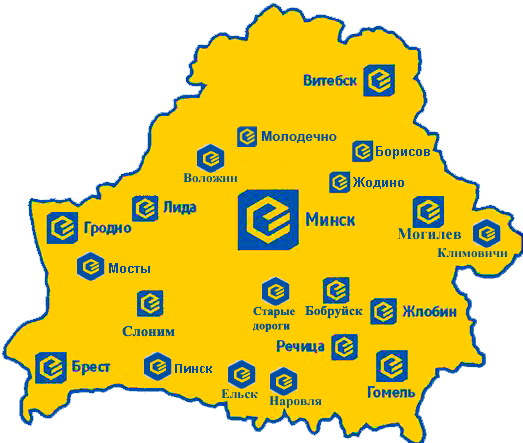 Витебск
Молодечно
Борисов
Воложин
Жодино
Лида
Гродно
Минск
Могилев
Климовичи
Мосты
Слоним
Старые
дороги
Бобруйск
Жлобин
Речица
Брест
Пинск
Ельск
Наровля
Гомель